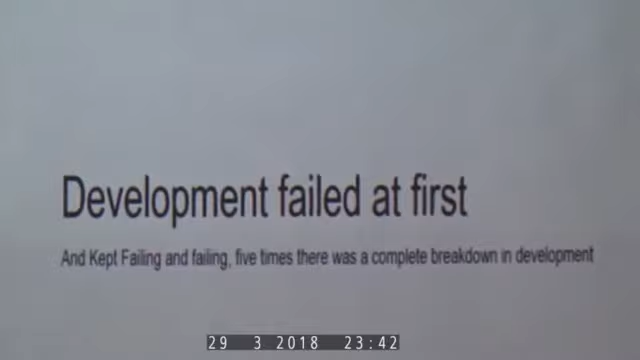 Development failed at first
And Kept Failing and failing, five times there was a complete breakdown in development
29 3 2018 23:42